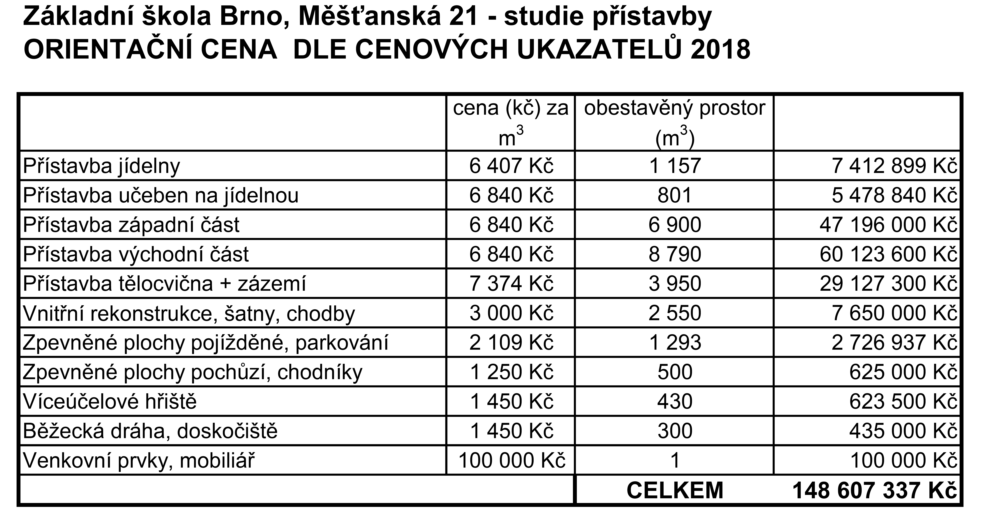 Základní škola Brno, Měšťanská 21 - studie přístavby
ORIENTAČNÍ CENA  DLE CENOVÝCH UKAZATELŮ 2018
cena (kč) za m³ obestavěný prostor (m³)
Přístavba jídelny 6 407 Kč 1 157 7 412 899 Kč
Přístavba učeben na jídelnou 6 840 Kč 801 5 478 840 Kč
Přístavba západní část 6 840 Kč 6 900 47 196 000 Kč
Přístavba východní část 6 840 Kč 8 790 60 123 600 Kč
Přístavba tělocvična + zázemí 7 374 Kč 3 950 29 127 300 Kč
Vnitřní rekonstrukce, šatny, chodby 3 000 Kč 2 550 7 650 000 Kč
Zpevněné plochy pojížděné, parkování 2 109 Kč 1 293 2 726 937 Kč
Zpevněné plochy pochůzí, chodníky 1 250 Kč 500 625 000 Kč
Víceúčelové hřiště 1 450 Kč 430 623 500 Kč
Běžecká dráha, doskočiště 1 450 Kč 300 435 000 Kč
Venkovní prvky, mobiliář 100 000 Kč 1 100 000 Kč
CELKEM 148 607 337 Kč